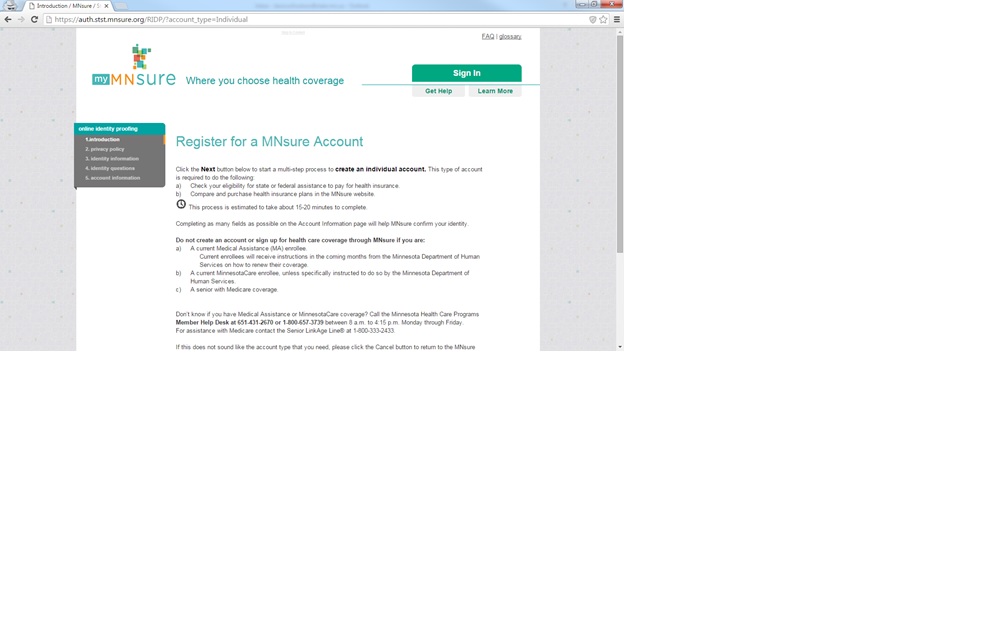 Introduction / MNsure / S
https://auth.stst.mnsure.org/RIDP/?account_type=Individual
FAQ | glossary
my MNsure Where you choose health coverage
Sign In
Get Help Learn More
online identity proofing
1.introduction
2. privacy policy
3. identity information
4. identity questions
5. account information
Register for a MNsure Account
Click the Next button below to start a multi-step process to create an individual account. This type of account
is required to do the following:
a) Check your eligibility for state or federal assistance to pay for health insurance.
b) Compare and purchase health insurance plans in the MNsure website.
This process is estimated to take about 15-20 minutes to complete.
Completing as many fields as possible on the Account Information page will help MNsure confirm your identity.
Do not create an account or sign up for health care coverage through MNsure if you are:
a) A current Medical Assistance (MA) enrollee.
Current enrollees will receive instructions in the coming months from the Minnesota Department of Human
Services on how to renew their coverage.
b) A current MinnesotaCare enrollee, unless specifically instructed to do so by the Minnesota Department of
Human Services.
c) A senior with Medicare coverage.
Don't know if you have Medical Assistance or MinnesotaCare coverage? Call the Minnesota Health Care Programs
Member Help Desk at 651-431-2670 or 1-800-657-3739 between 8 a.m. to 4:15 p.m. Monday through Friday.
For assistance with Medicare contact the Senior LinkAge Line® at 1-800-333-2433.
If this does not sound like the account type that you need, please click the Cancel button to return to the MNsure